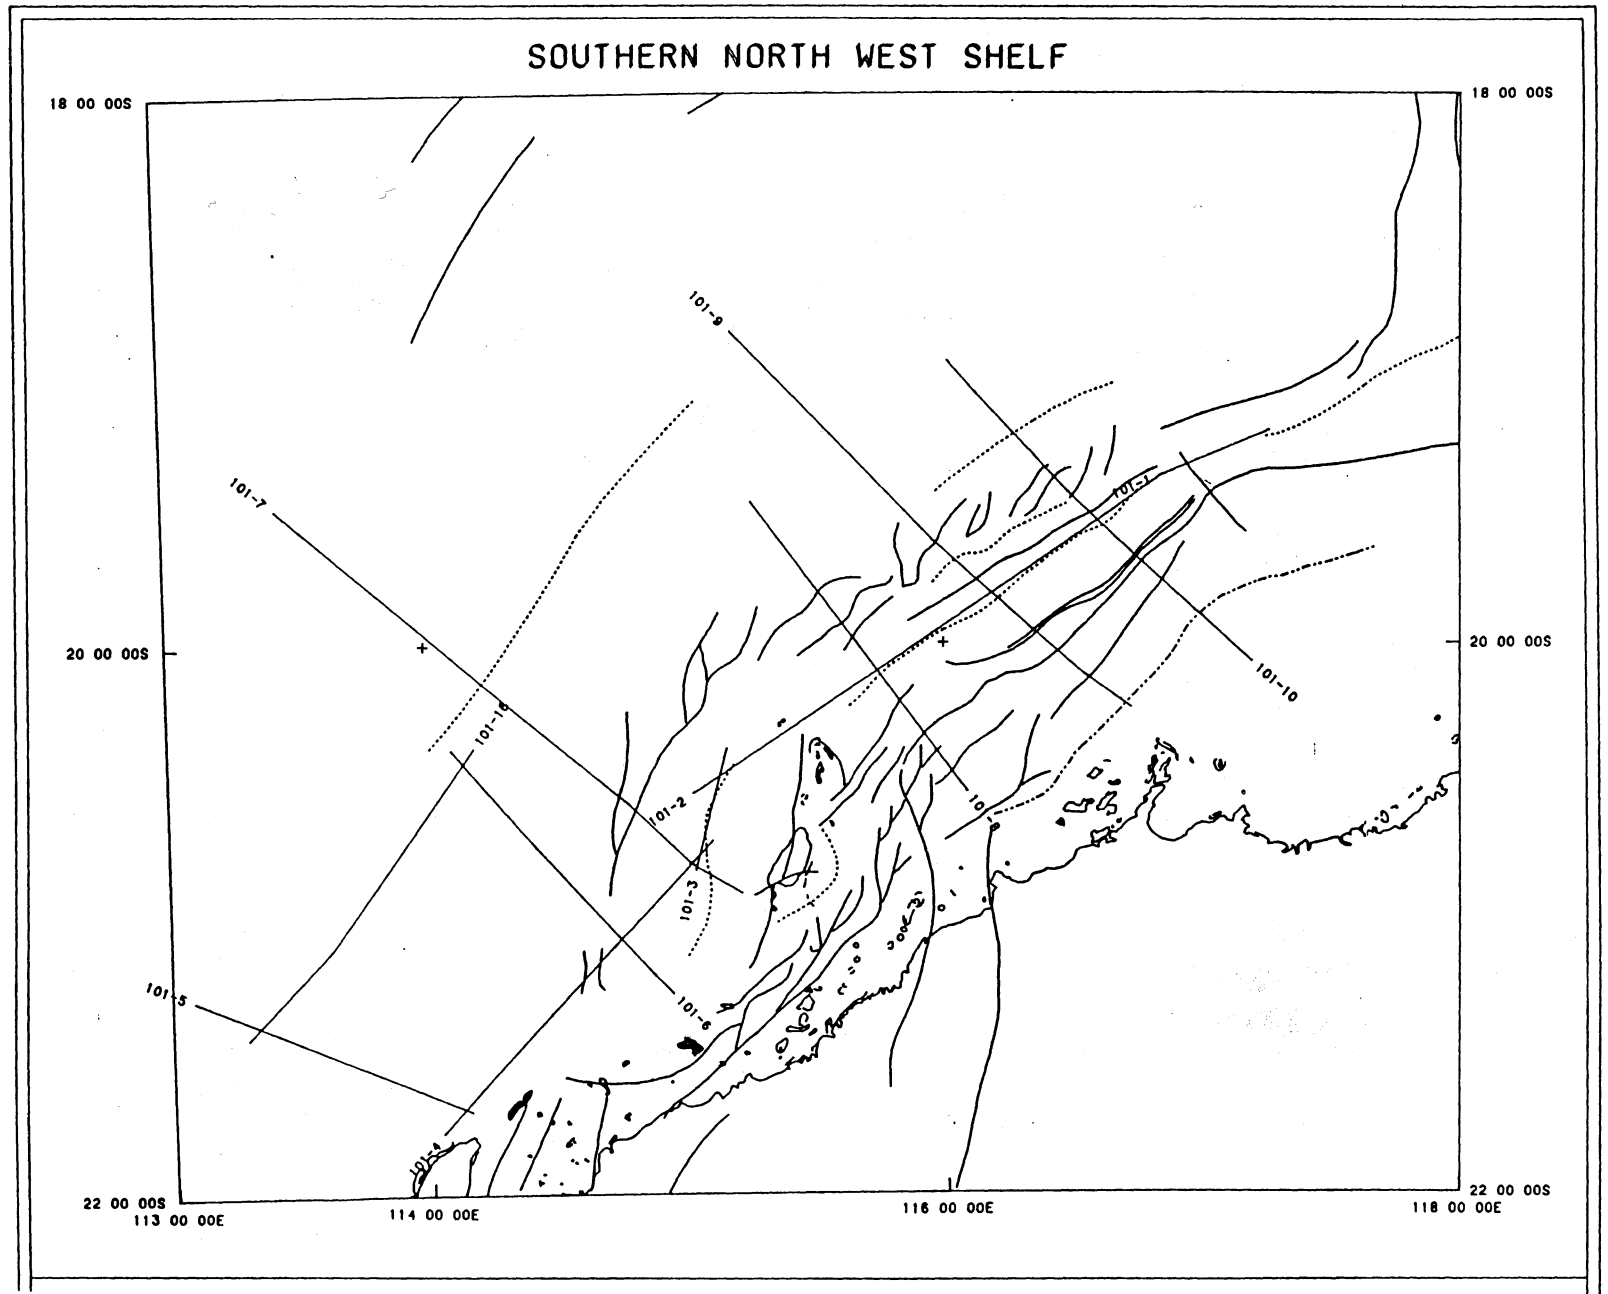 SOUTHERN NORTH WEST SHELF
18 00 00S
18 00 00S
101-9
101-7
101-1
20 00 00S
20 00 00S
101-10
101-16
101-2
101-3
101-5
101-6
101-4
22 00 00S
22 00 00S
113 00 00E
114 00 00E
116 00 00E
118 00 00E